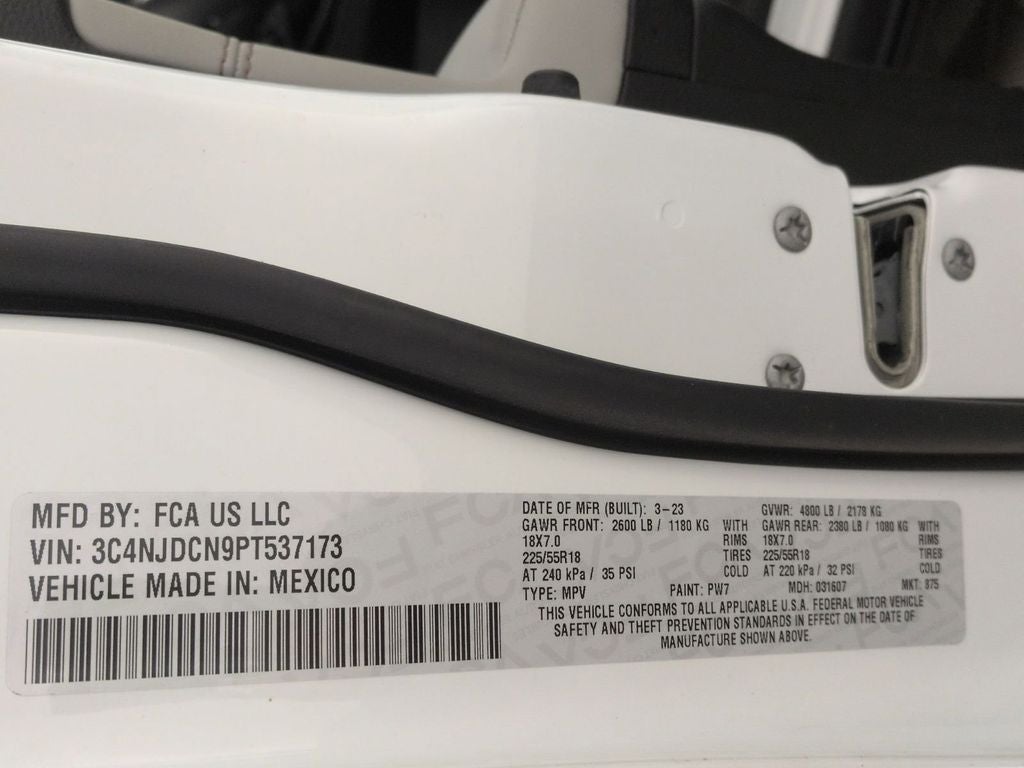 MFD BY: FCA US LLC
VIN: 3C4NJDCN9PT537173
VEHICLE MADE IN: MEXICO
DATE OF MFR (BUILT): 3-23
GVWR: 4800 LB / 2178 KG
GAWR FRONT: 2600 LB / 1180 KG WITH
GAWR REAR: 2380 LB / 1080 KG WITH
18X7.0 RIMS
18X7.0 RIMS
225/55R18 TIRES
225/55R18 TIRES
AT 240 kPa / 35 PSI COLD
AT 220 kPa / 32 PSI COLD
TYPE: MPV PAINT: PW7 MDH: 031607 MKT: 875
THIS VEHICLE CONFORMS TO ALL APPLICABLE U.S.A. FEDERAL MOTOR VEHICLE
SAFETY AND THEFT PREVENTION STANDARDS IN EFFECT ON THE DATE OF
MANUFACTURE SHOWN ABOVE.